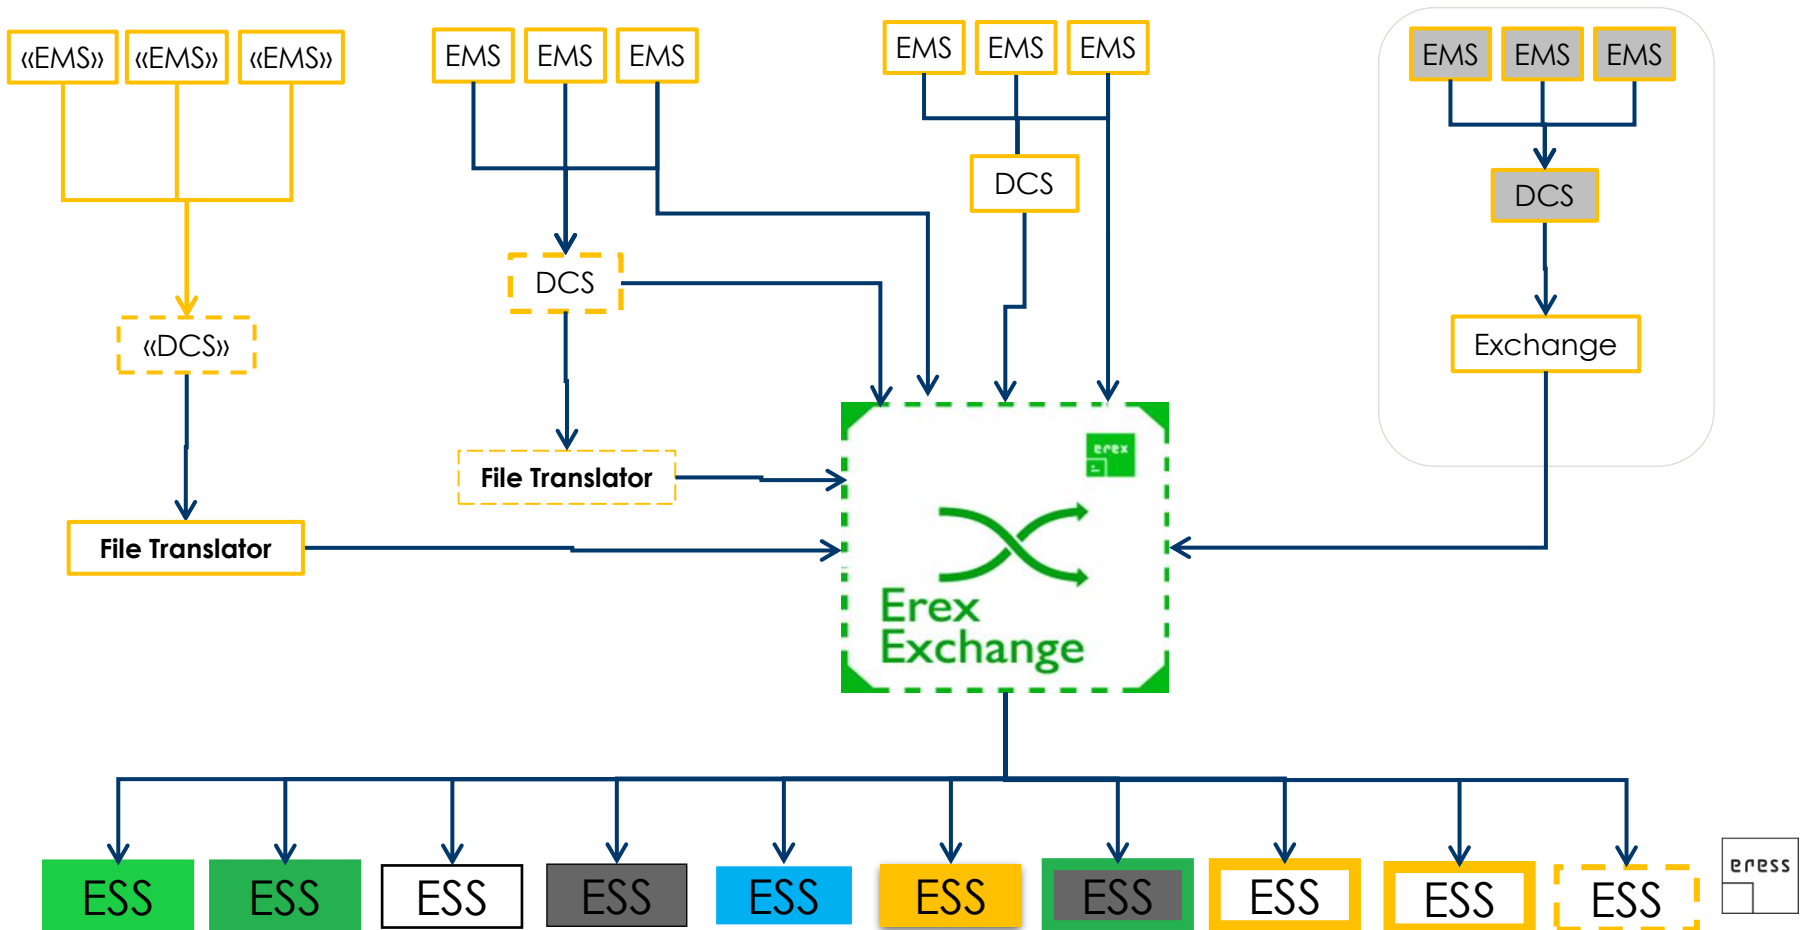 «EMS» «EMS» «EMS»
EMS EMS EMS
EMS EMS EMS
EMS EMS EMS
DCS
DCS
DCS
«DCS»
Exchange
File Translator
File Translator
erex
Erex
Exchange
ESS ESS ESS ESS ESS ESS ESS ESS ESS ESS
eress